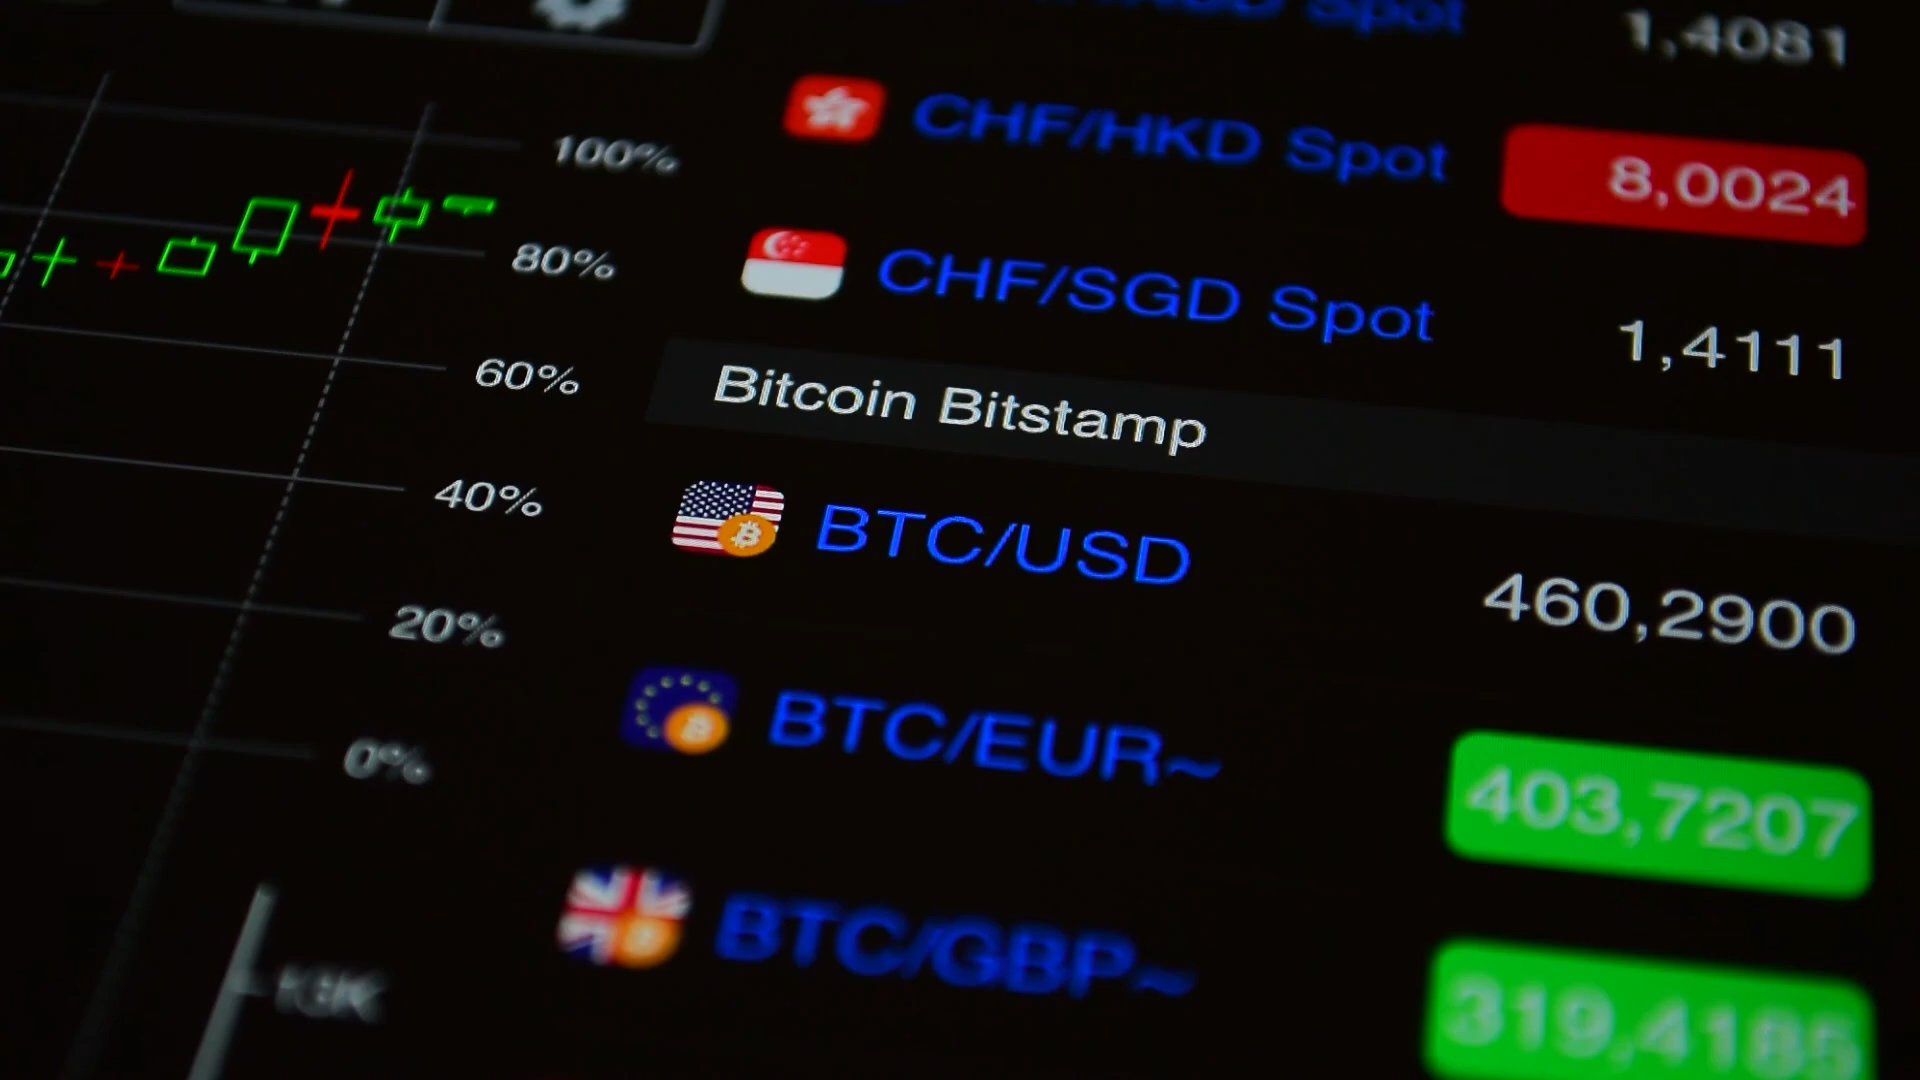 Spot 1,4081
CHF/HKD Spot 8,0024
CHF/SGD Spot 1,4111
Bitcoin Bitstamp
BTC/USD 460,2900
BTC/EUR~ 403,7207
BTC/GBP~ 319,4185
100%
80%
60%
40%
20%
0%